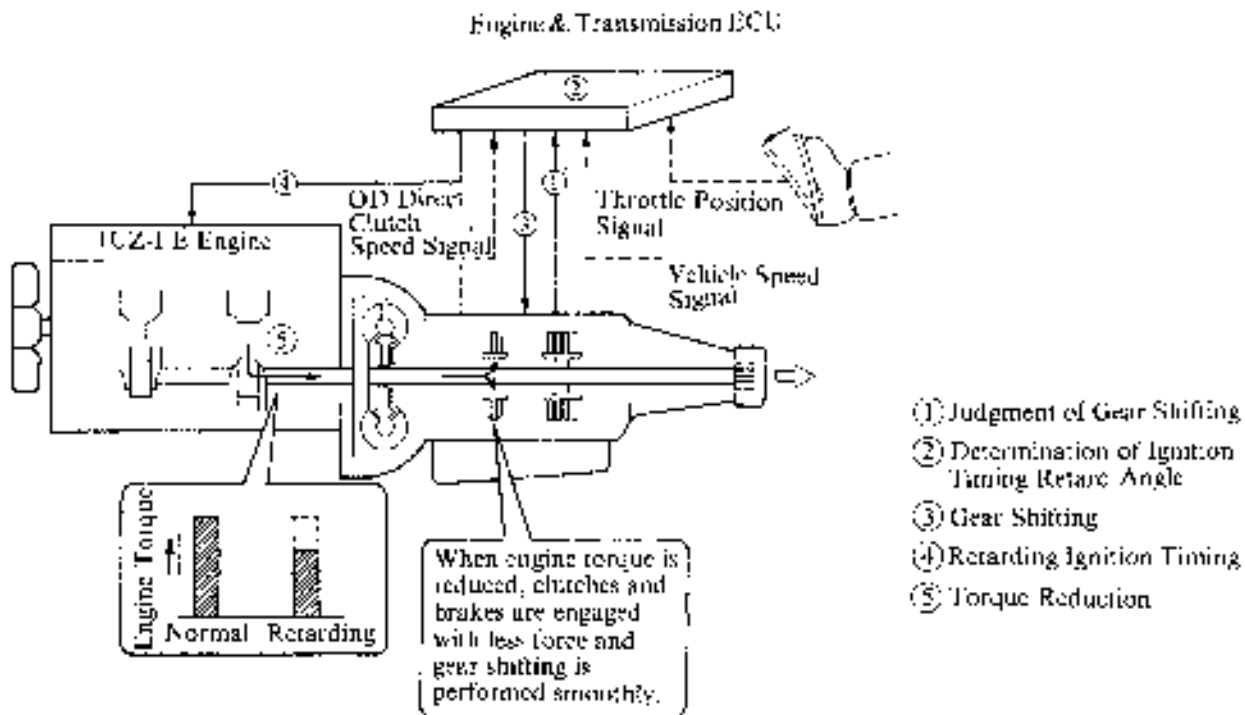 Engine & Transmission ECU
②
④
①
③
OD Direct
Clutch
Speed Signal
Throttle Position
Signal
Vehicle Speed
Signal
Engine
⑤
Engine Torque
Normal
Retarding
When engine torque is
reduced, clutches and
brakes are engaged
with less force and
gear shifting is
performed smoothly.
① Judgment of Gear Shifting
② Determination of Ignition
Timing Retard Angle
③ Gear Shifting
④ Retarding Ignition Timing
⑤ Torque Reduction